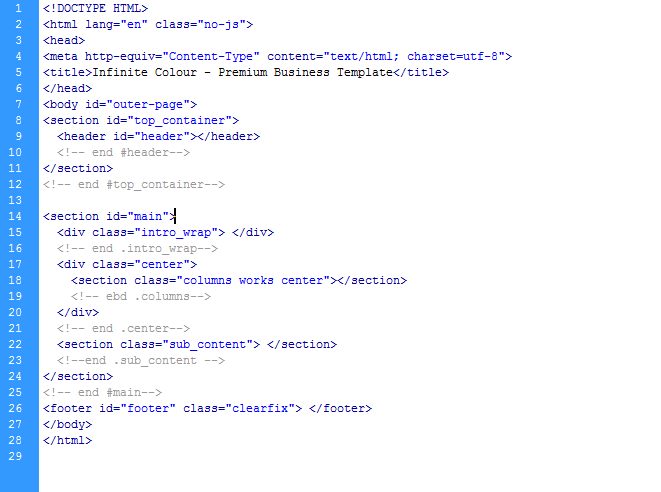 1 <!DOCTYPE HTML>
2 <html lang="en" class="no-js">
3 <head>
4 <meta http-equiv="Content-Type" content="text/html; charset=utf-8">
5 <title>Infinite Colour - Premium Business Template</title>
6 </head>
7 <body id="outer-page">
8 <section id="top_container">
9   <header id="header"></header>
10   <!-- end #header-->
11 </section>
12 <!-- end #top_container-->
13
14 <section id="main">
15   <div class="intro_wrap"> </div>
16   <!-- end .intro_wrap-->
17   <div class="center">
18     <section class="columns works center"></section>
19     <!-- ebd .columns-->
20   </div>
21   <!-- end .center-->
22   <section class="sub_content"> </section>
23   <!--end .sub_content -->
24 </section>
25 <!-- end #main-->
26 <footer id="footer" class="clearfix"> </footer>
27 </body>
28 </html>
29